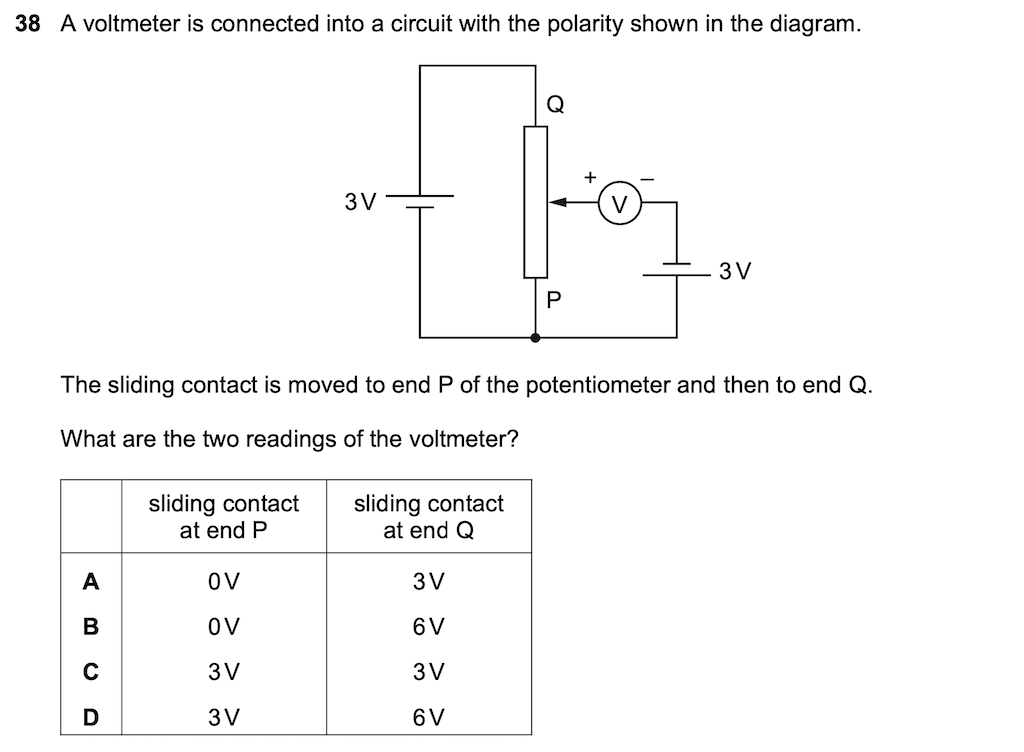 38 A voltmeter is connected into a circuit with the polarity shown in the diagram.
Q
+ –
3 V
V
3 V
P
The sliding contact is moved to end P of the potentiometer and then to end Q.
What are the two readings of the voltmeter?
sliding contact at end P | sliding contact at end Q
A 0 V 3 V
B 0 V 6 V
C 3 V 3 V
D 3 V 6 V